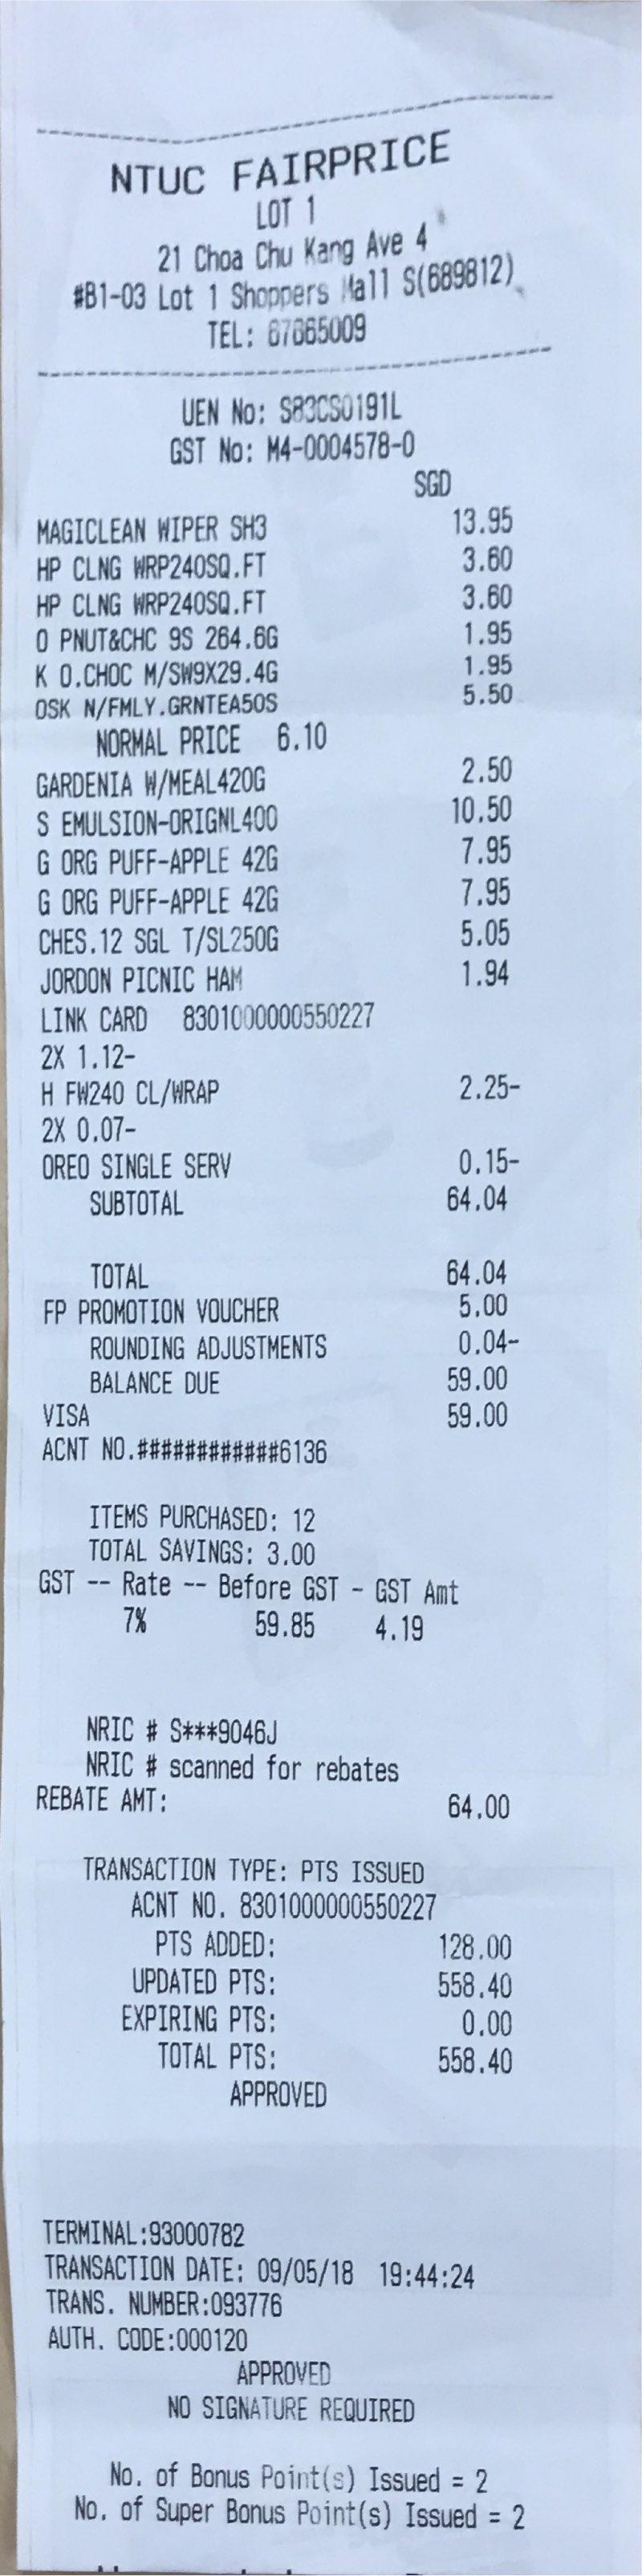 NTUC FAIRPRICE
LOT 1
21 Choa Chu Kang Ave 4
#B1-03 Lot 1 Shoppers Mall S(689812)
TEL: 67665009
UEN No: S83CS0191L
GST No: M4-0004578-0
SGD
MAGICLEAN WIPER SH3 13.95
HP CLNG WRP240SQ.FT 3.60
HP CLNG WRP240SQ.FT 3.60
O PNUT&CHC 9S 264.6G 1.95
K O.CHOC M/SW9X29.4G 1.95
OSK N/FMLY.GRNTEA50S 5.50
NORMAL PRICE 6.10
GARDENIA W/MEAL420G 2.50
S EMULSION-ORIGNL400 10.50
G ORG PUFF-APPLE 42G 7.95
G ORG PUFF-APPLE 42G 7.95
CHES.12 SGL T/SL250G 5.05
JORDON PICNIC HAM 1.94
LINK CARD 8301000000550227
2X 1.12-
H FW240 CL/WRAP 2.25-
2X 0.07-
OREO SINGLE SERV 0.15-
SUBTOTAL 64.04
TOTAL 64.04
FP PROMOTION VOUCHER 5.00
ROUNDING ADJUSTMENTS 0.04-
BALANCE DUE 59.00
VISA 59.00
ACNT NO.############6136
ITEMS PURCHASED: 12
TOTAL SAVINGS: 3.00
GST -- Rate -- Before GST - GST Amt
7% 59.85 4.19
NRIC # S***9046J
NRIC # scanned for rebates
REBATE AMT: 64.00
TRANSACTION TYPE: PTS ISSUED
ACNT NO. 8301000000550227
PTS ADDED: 128.00
UPDATED PTS: 558.40
EXPIRING PTS: 0.00
TOTAL PTS: 558.40
APPROVED
TERMINAL:93000782
TRANSACTION DATE: 09/05/18 19:44:24
TRANS. NUMBER:093776
AUTH. CODE:000120
APPROVED
NO SIGNATURE REQUIRED
No. of Bonus Point(s) Issued = 2
No. of Super Bonus Point(s) Issued = 2